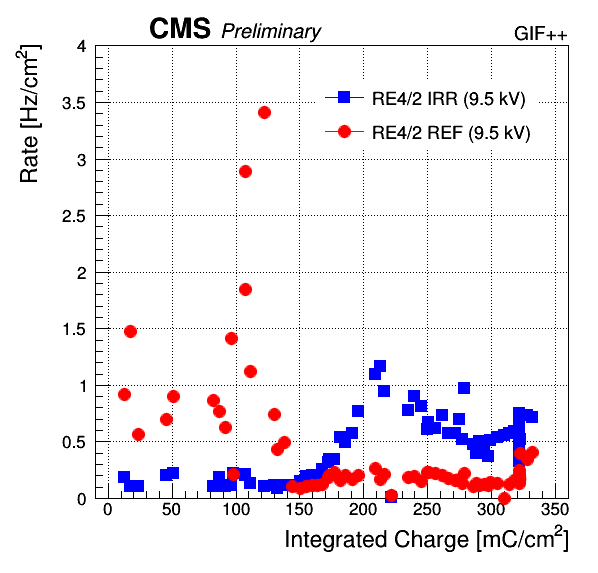 CMS Preliminary GIF++
Rate [Hz/cm²]
4
3.5
3
2.5
2
1.5
1
0.5
0
RE4/2 IRR (9.5 kV)
RE4/2 REF (9.5 kV)
0 50 100 150 200 250 300 350
Integrated Charge [mC/cm²]